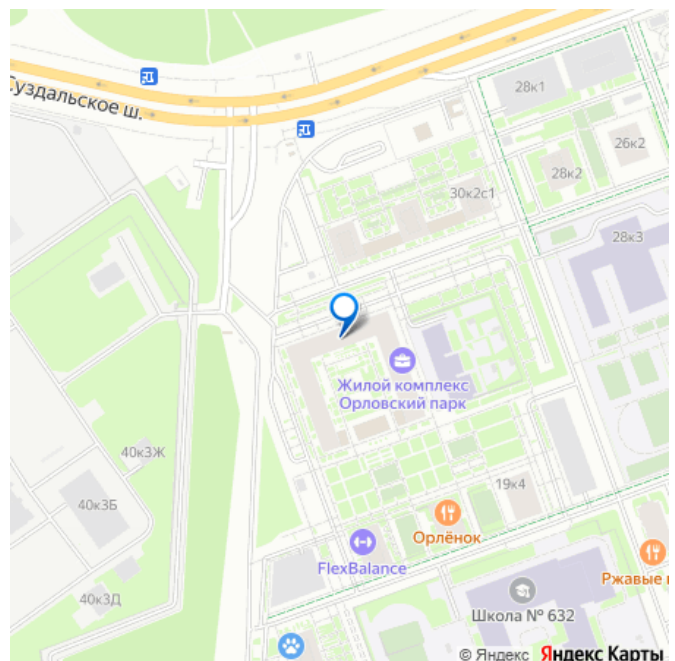 Суздальское ш.
28к1
26к2
28к2
30к2с1
28к3
Жилой комплекс
Орловский парк
40к3Ж
40к3Б
19к4
Орлёнок
FlexBalance
Ржавые
40к3Д
Школа № 632
© Яндекс Яндекс Карты